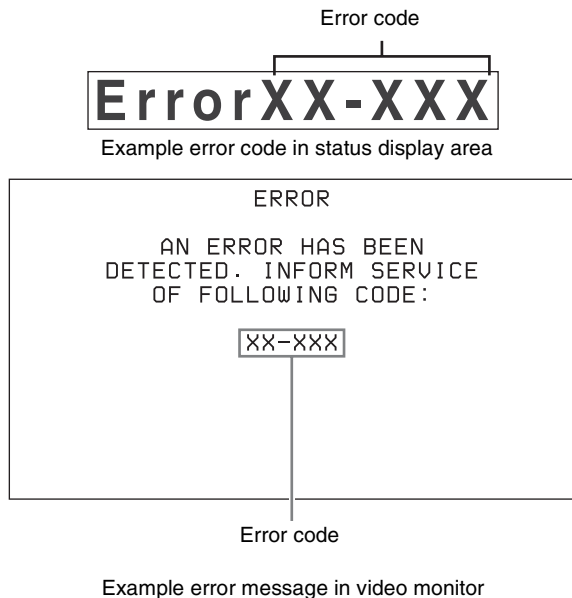 Error code
ErrorXX-XXX
Example error code in status display area
ERROR
AN ERROR HAS BEEN
DETECTED. INFORM SERVICE
OF FOLLOWING CODE:
XX-XXX
Error code
Example error message in video monitor